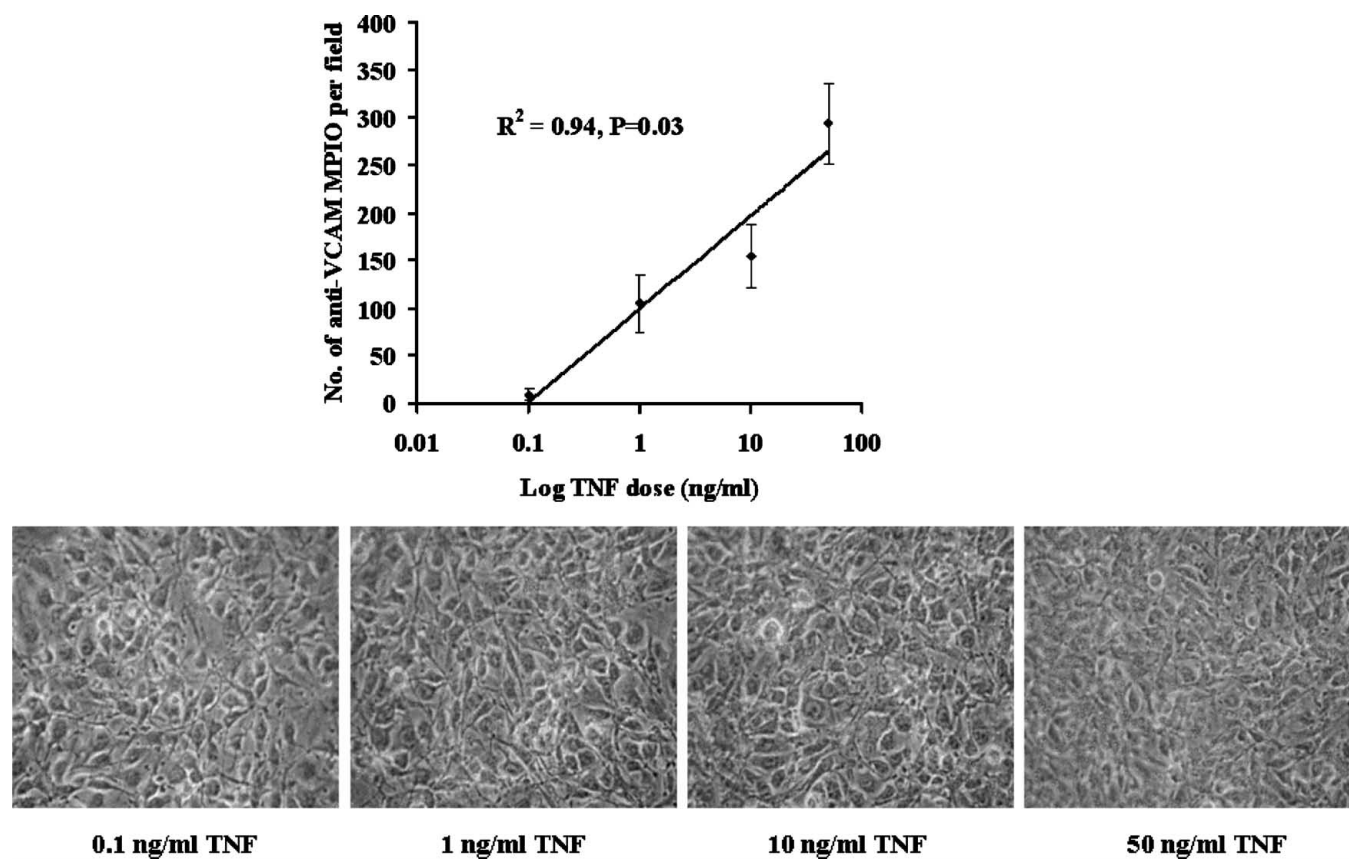 No. of anti-VCAM MPIO per field
400
350
300
250
200
150
100
50
0
R² = 0.94, P=0.03
0.01 0.1 1 10 100
Log TNF dose (ng/ml)
0.1 ng/ml TNF 1 ng/ml TNF 10 ng/ml TNF 50 ng/ml TNF